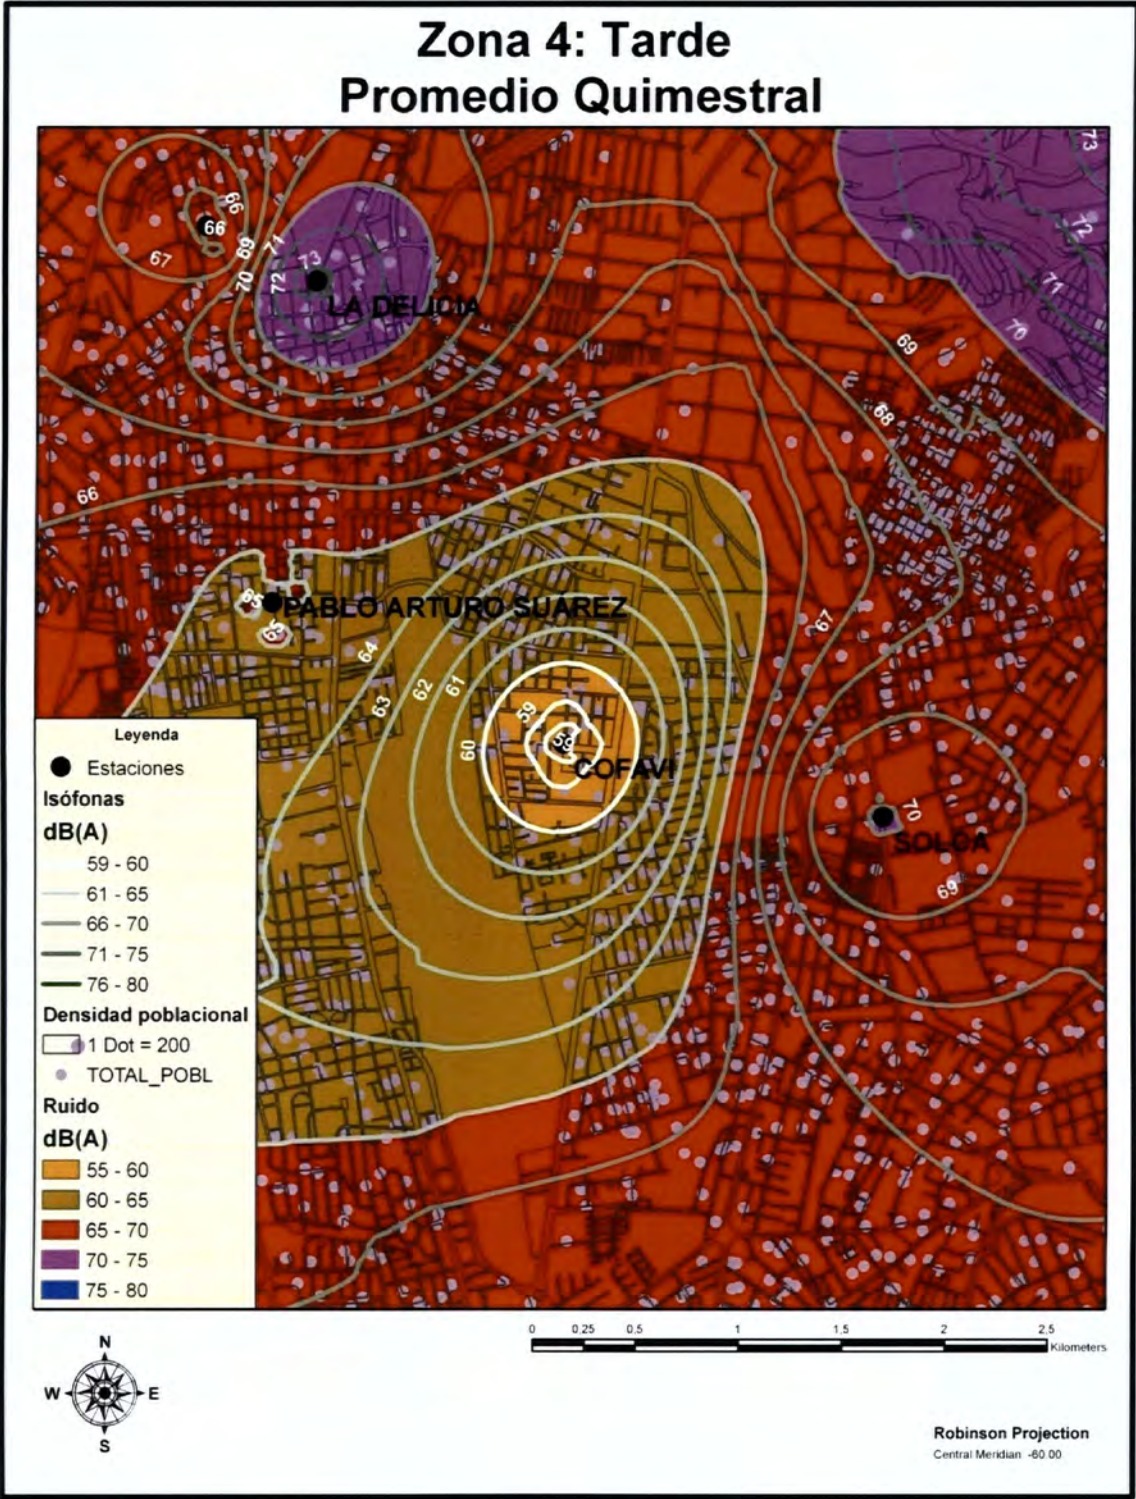 Zona 4: Tarde
Promedio Quimestral
73
66
66
67
69
70
71
72
73
LA DELICIA
72
71
70
69
68
66
65
PABLO ARTURO SUÁREZ
65
64
63
62
61
60
59
59
COFAVI
67
70
SOLCA
69
Leyenda
Estaciones
Isófonas
dB(A)
59 - 60
61 - 65
66 - 70
71 - 75
76 - 80
Densidad poblacional
1 Dot = 200
TOTAL_POBL
Ruido
dB(A)
55 - 60
60 - 65
65 - 70
70 - 75
75 - 80
N
W E
S
0 0.25 0.5 1 1.5 2 2.5
Kilometers
Robinson Projection
Central Meridian: -60.00